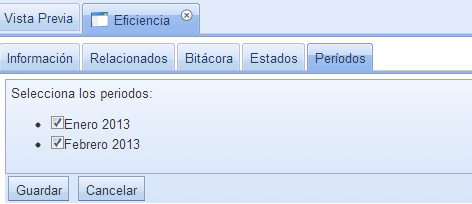 Vista Previa Eficiencia
Información Relacionados Bitácora Estados Períodos
Selecciona los periodos:
Enero 2013
Febrero 2013
Guardar Cancelar